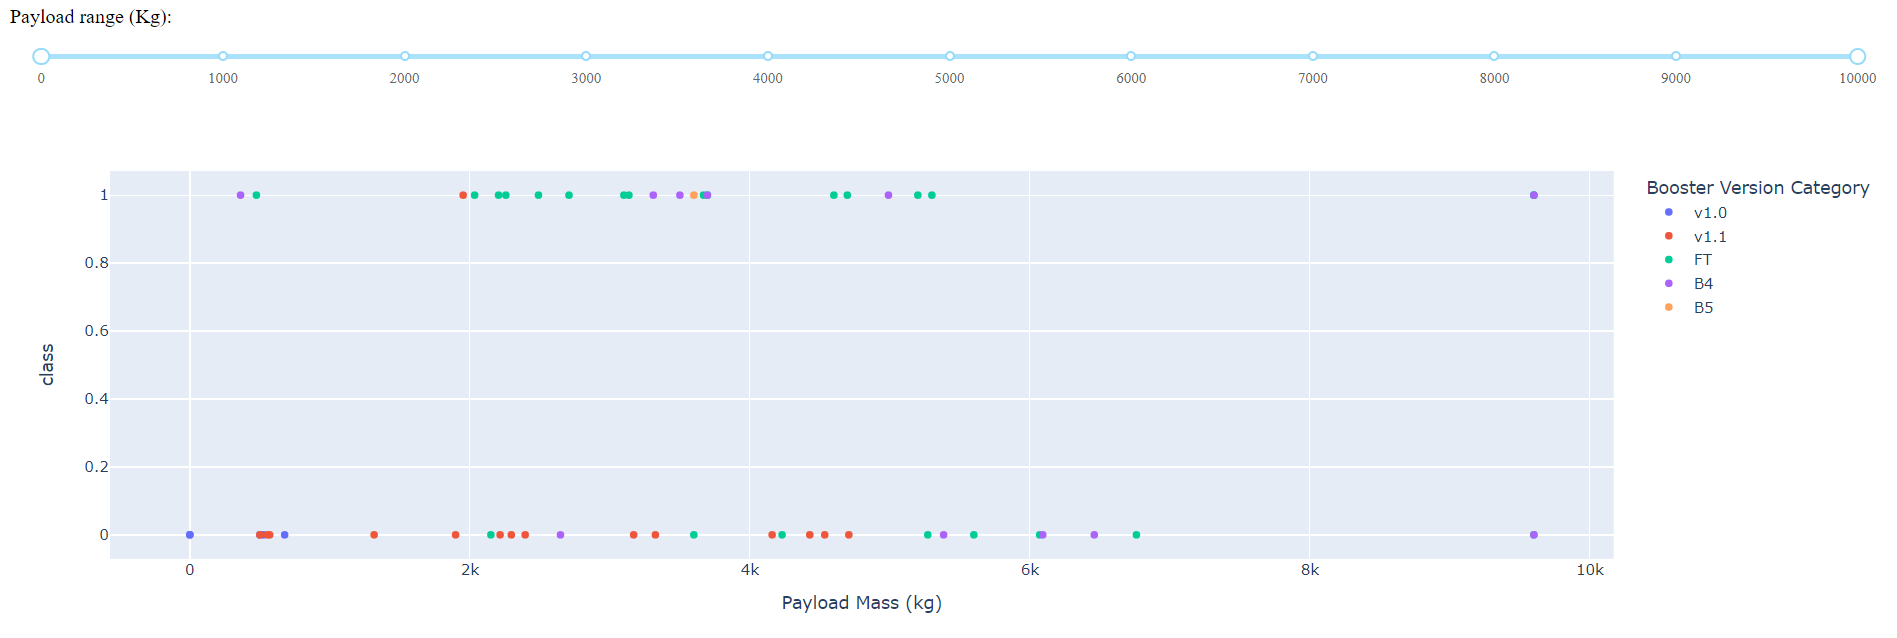 Payload range (Kg):
0 1000 2000 3000 4000 5000 6000 7000 8000 9000 10000
Booster Version Category
v1.0
v1.1
FT
B4
B5
1
0.8
0.6
0.4
0.2
0
class
0 2k 4k 6k 8k 10k
Payload Mass (kg)